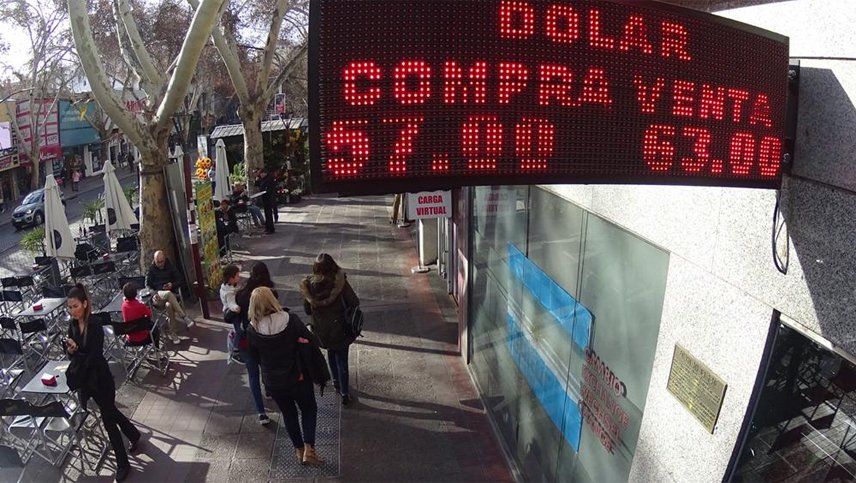 DOLAR
COMPRA VENTA
57.00 63.00
CARGA
VIRTUAL